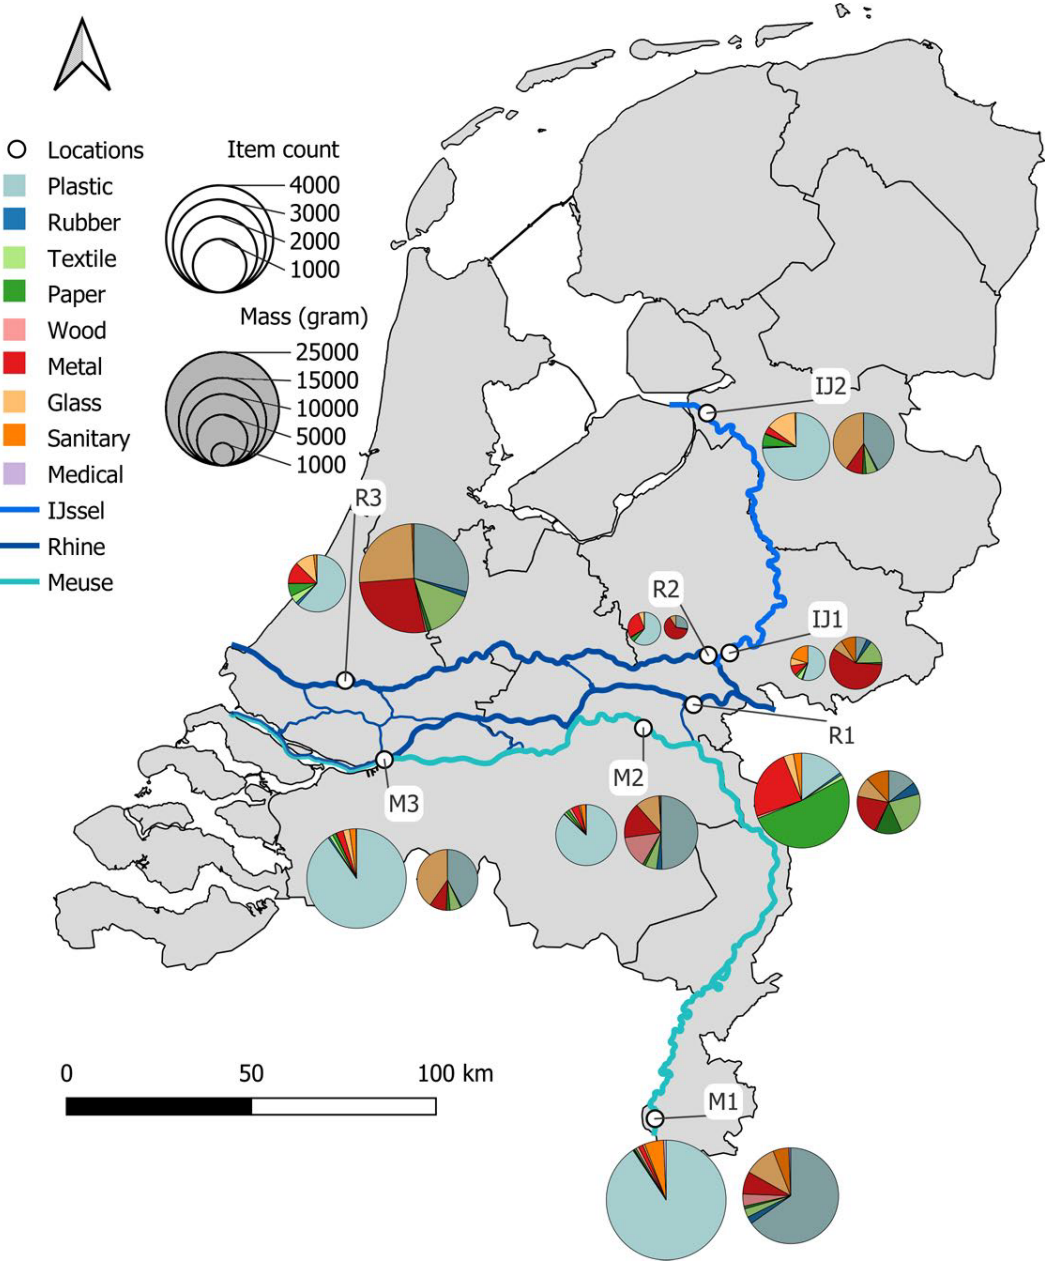 Locations
Plastic
Rubber
Textile
Paper
Wood
Metal
Glass
Sanitary
Medical
IJssel
Rhine
Meuse
Item count
4000
3000
2000
1000
Mass (gram)
25000
15000
10000
5000
1000
IJ2
R3
R2
IJ1
R1
M2
M3
M1
0 50 100 km